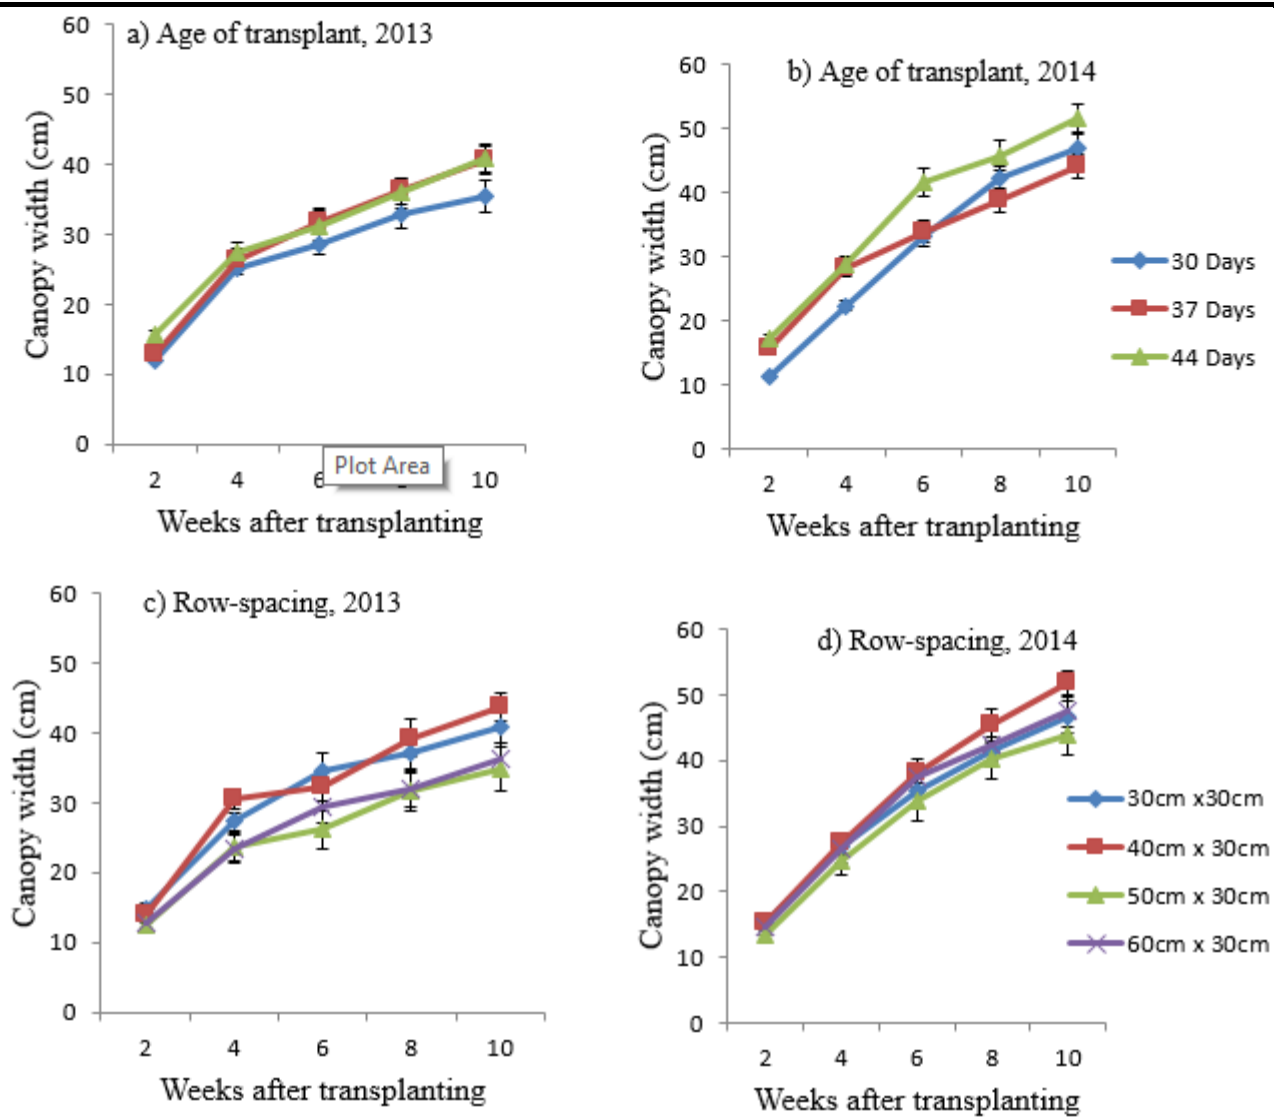 a) Age of transplant, 2013
60
50
40
30
20
10
0
Canopy width (cm)
2
4
6
10
Plot Area
Weeks after transplanting
b) Age of transplant, 2014
60
50
40
30
20
10
0
Canopy width (cm)
2
4
6
8
10
Weeks after tranplanting
30 Days
37 Days
44 Days
c) Row-spacing, 2013
60
50
40
30
20
10
0
Canopy width (cm)
2
4
6
8
10
Weeks after transplanting
d) Row-spacing, 2014
60
50
40
30
20
10
0
Canopy width (cm)
2
4
6
8
10
Weeks after transplanting
30cm x30cm
40cm x 30cm
50cm x 30cm
60cm x 30cm